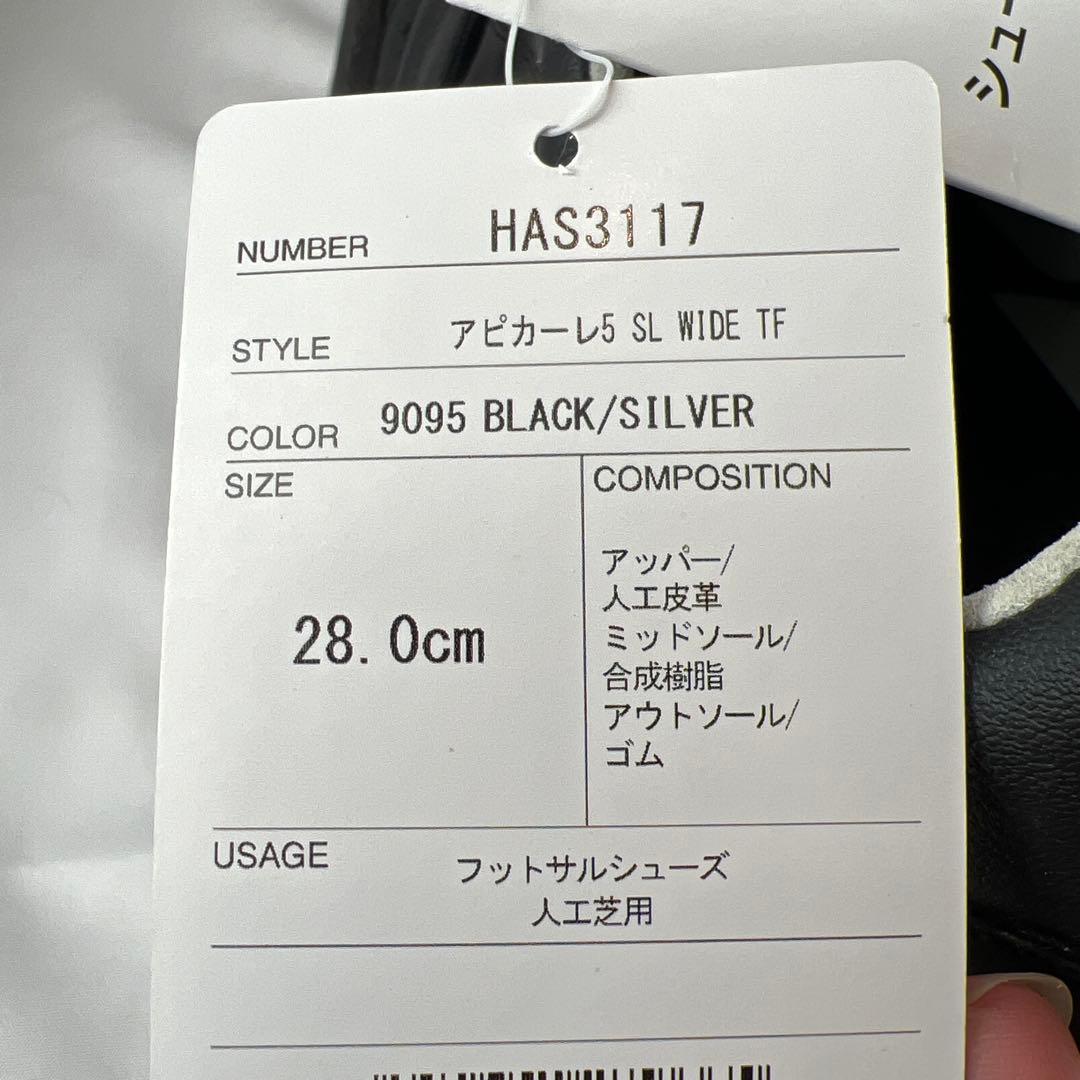 シュー
NUMBER HAS3117
STYLE アピカーレ5 SL WIDE TF
COLOR 9095 BLACK/SILVER
SIZE
28.0cm
COMPOSITION
アッパー/
人工皮革
ミッドソール/
合成樹脂
アウトソール/
ゴム
USAGE フットサルシューズ
人工芝用